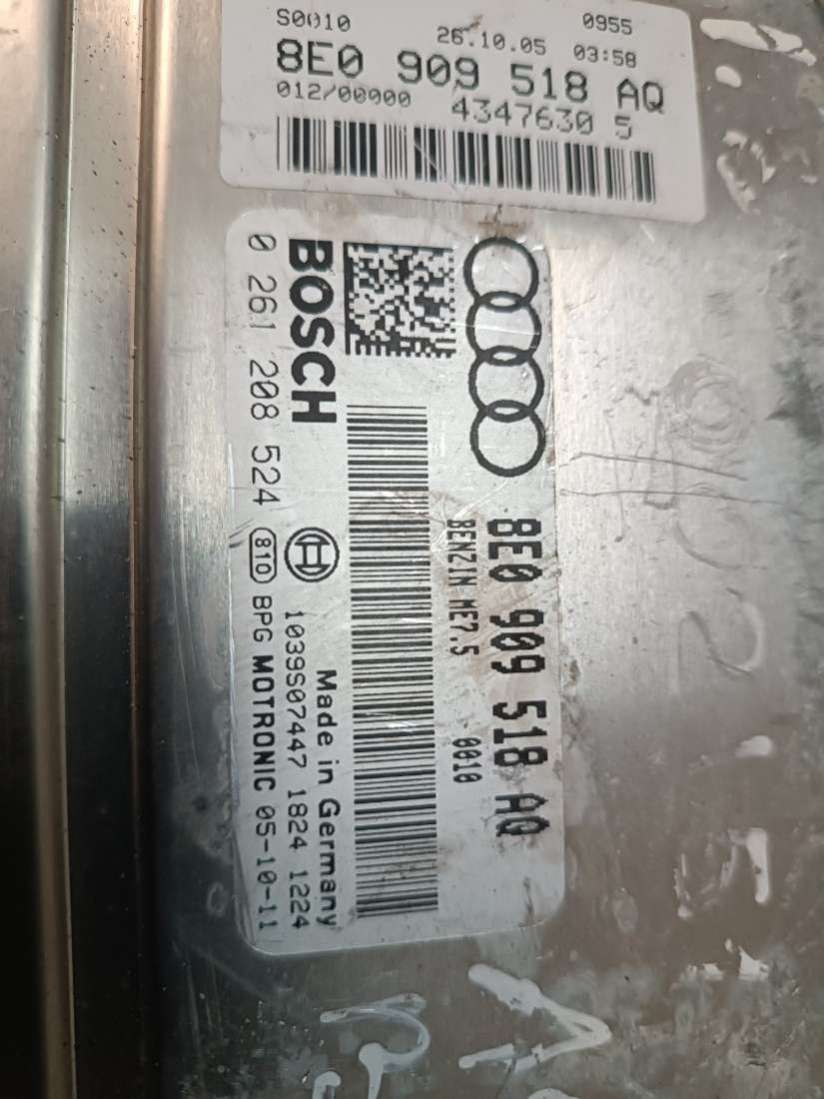 S0010 0955
26.10.05 03:58
8E0 909 518 AQ
012/00900 4347630 5
8E0 909 518 AQ
BENZIN ME7.5 0010
BOSCH
Made in Germany
0 261 208 524
1039S07447 1824 1224
810 BPG MOTRONIC 05-10-11